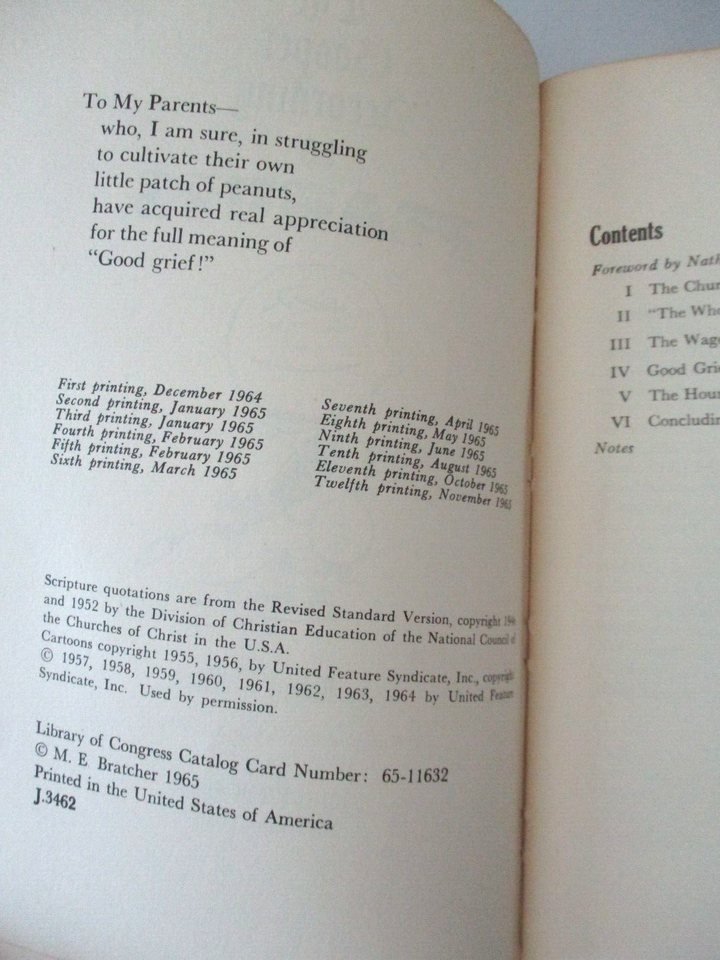 To My Parents—
who, I am sure, in struggling
to cultivate their own
little patch of peanuts,
have acquired real appreciation
for the full meaning of
“Good grief!”
First printing, December 1964
Second printing, January 1965
Third printing, January 1965
Fourth printing, February 1965
Fifth printing, February 1965
Sixth printing, March 1965
Seventh printing, April 1965
Eighth printing, May 1965
Ninth printing, June 1965
Tenth printing, August 1965
Eleventh printing, October 1965
Twelfth printing, November 1965
Scripture quotations are from the Revised Standard Version, copyright
and 1952 by the Division of Christian Education of the National Council of
the Churches of Christ in the U.S.A.
Cartoons copyright 1955, 1956, by United Feature Syndicate, Inc., copyright
© 1957, 1958, 1959, 1960, 1961, 1962, 1963, 1964 by United Feature
Syndicate, Inc. Used by permission.
Library of Congress Catalog Card Number: 65-11632
© M. E Bratcher 1965
Printed in the United States of America
J.3462
Contents
Foreword by
I The
II “The
III The
IV Good
V The
VI
Notes